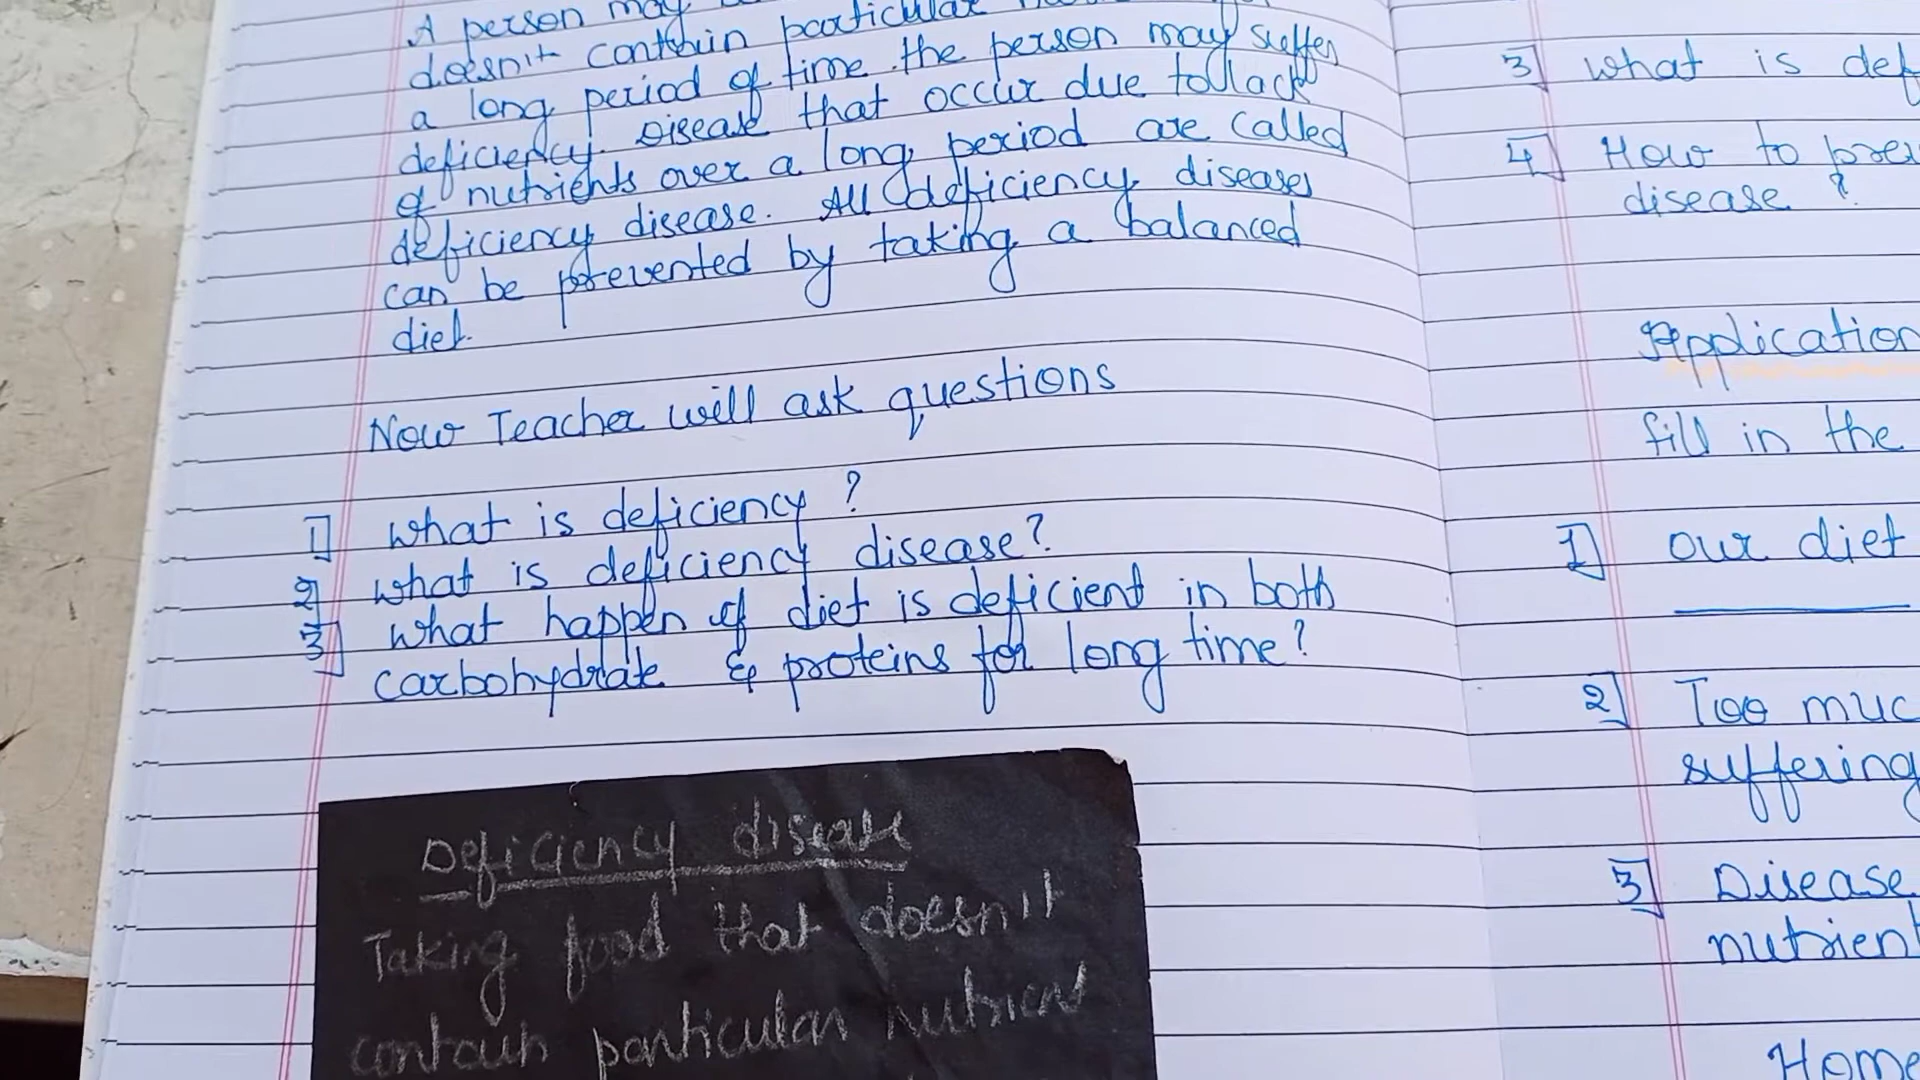 A person may
doesn't contain particular
a long period of time the person may suffer
deficiency. Disease that occur due to lack
of nutrients over a long period are called
deficiency disease. All deficiency diseases
can be prevented by taking a balanced
diet.
Now Teacher will ask questions
1] what is deficiency ?
2] what is deficiency disease?
3] what happen if diet is deficient in both
carbohydrate & proteins for long time?
Deficiency disease
Taking food that doesn't
contain particular nutrient
3] what is def
4] How to prev
disease ?
Application
fill in the
1] our diet
2] Too muc
suffering
3] Disease
nutrient
Home